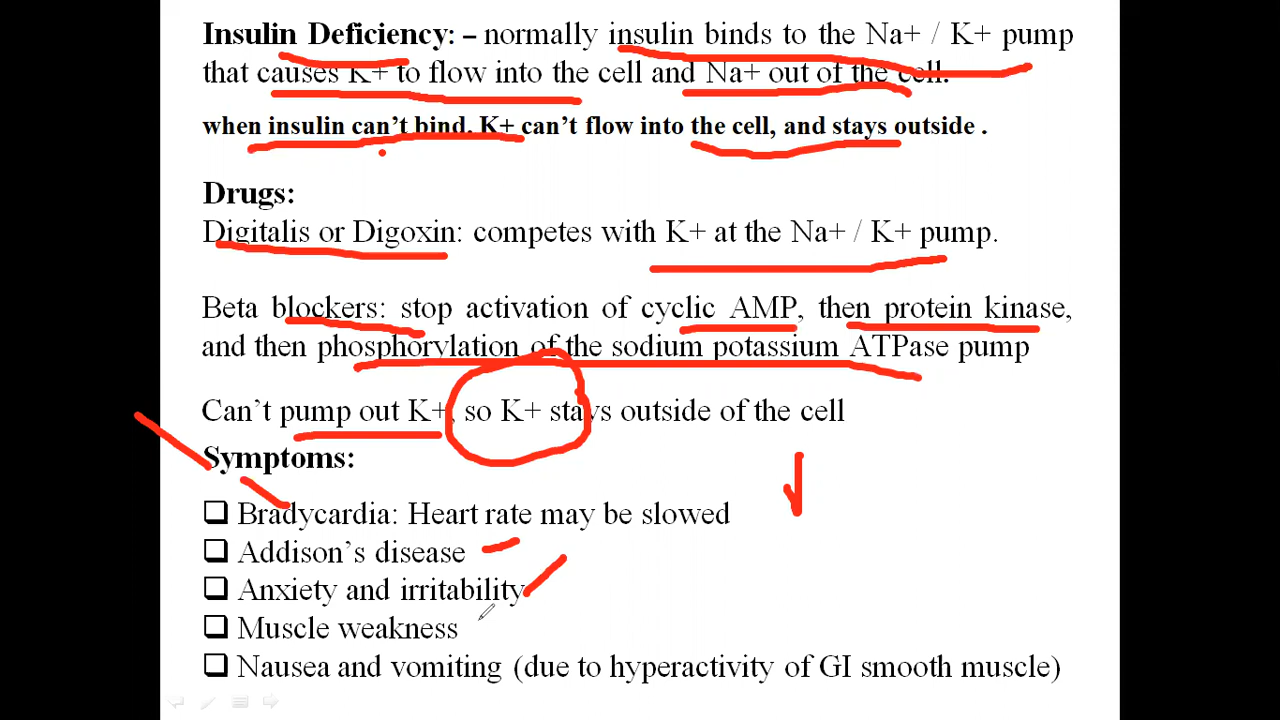 Insulin Deficiency: – normally insulin binds to the Na+ / K+ pump
that causes K+ to flow into the cell and Na+ out of the cell.
when insulin can’t bind, K+ can’t flow into the cell, and stays outside .
Drugs:
Digitalis or Digoxin: competes with K+ at the Na+ / K+ pump.
Beta blockers: stop activation of cyclic AMP, then protein kinase,
and then phosphorylation of the sodium potassium ATPase pump
Can’t pump out K+, so K+ stays outside of the cell
Symptoms:
❑ Bradycardia: Heart rate may be slowed
❑ Addison’s disease
❑ Anxiety and irritability
❑ Muscle weakness
❑ Nausea and vomiting (due to hyperactivity of GI smooth muscle)